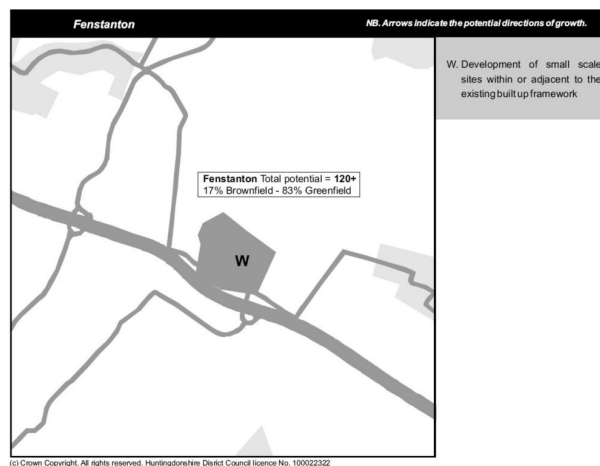 Fenstanton
NB. Arrows indicate the potential directions of growth.
W. Development of small scale
sites within or adjacent to the
existing built up framework
Fenstanton Total potential = 120+
17% Brownfield - 83% Greenfield
W
(c) Crown Copyright. All rights reserved. Huntingdonshire Disrict Council licence No. 100022322